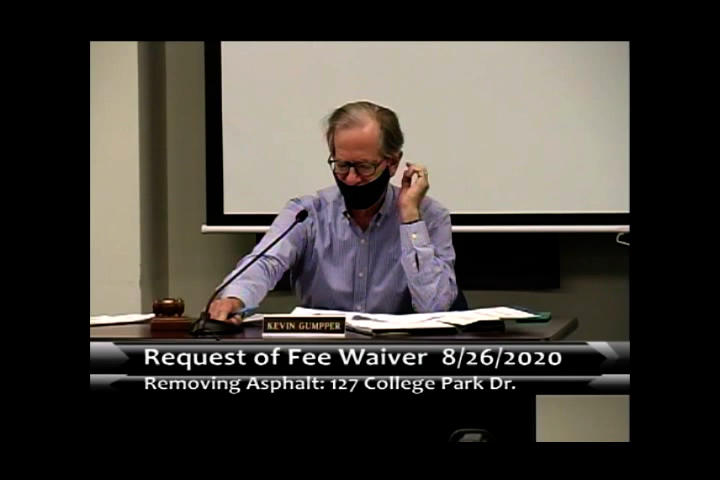 KEVIN GUMPPER
Request of Fee Waiver 8/26/2020
Removing Asphalt: 127 College Park Dr.